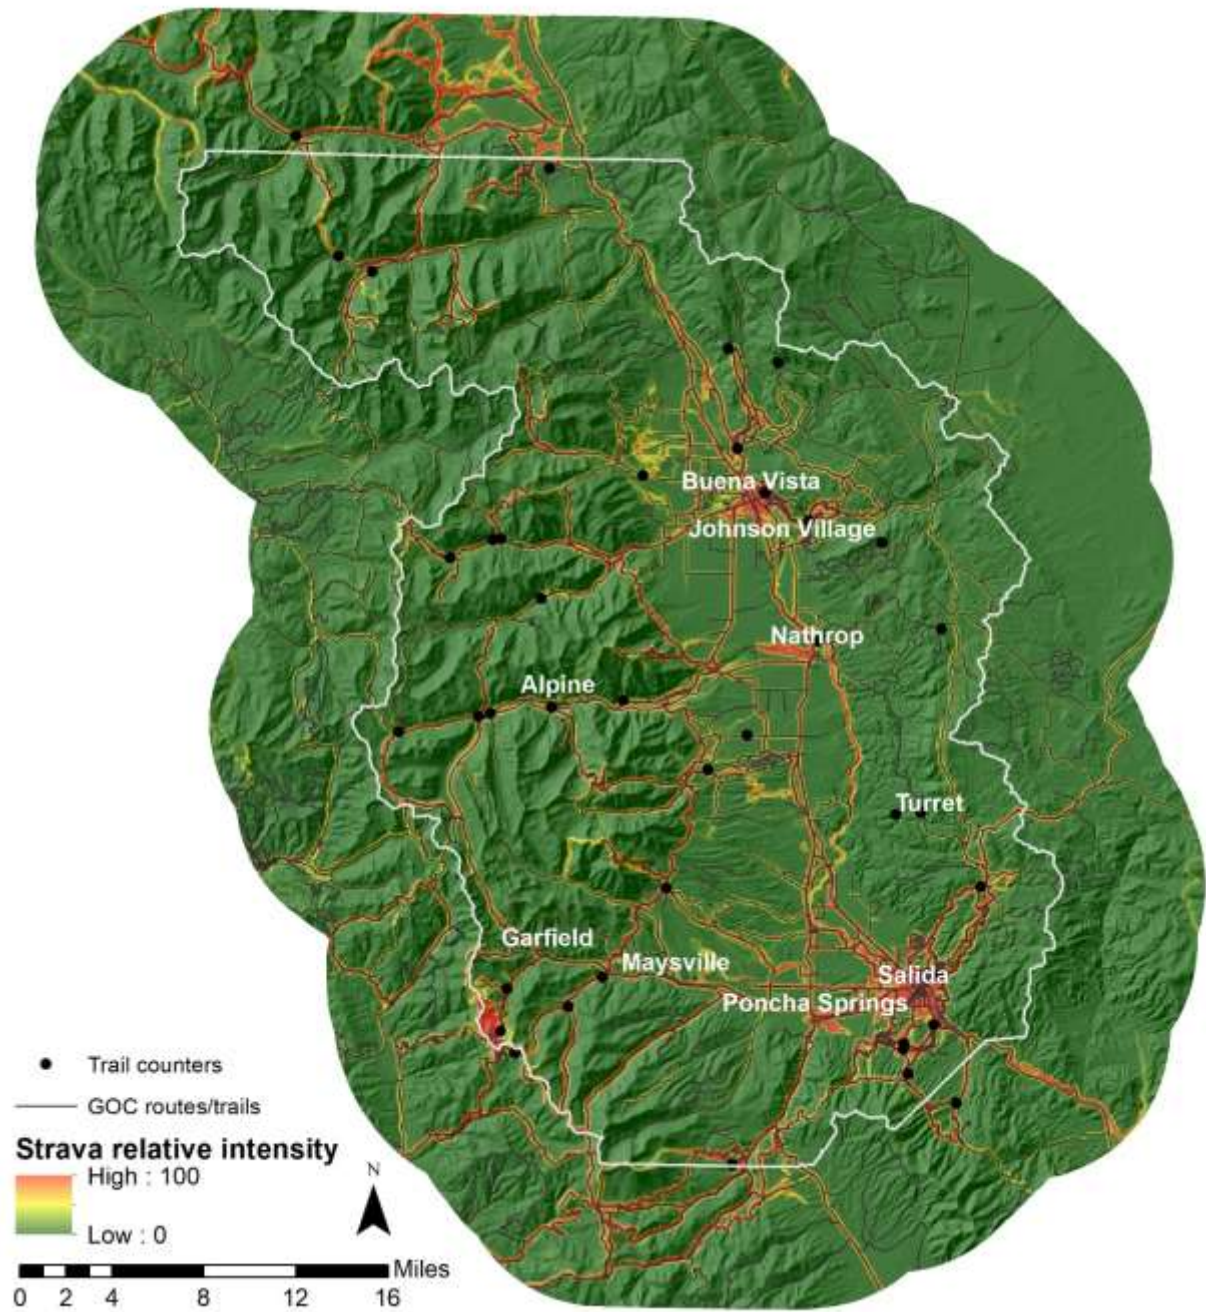 Buena Vista
Johnson Village
Nathrop
Alpine
Turret
Garfield
Maysville
Salida
Poncha Springs
Trail counters
GOC routes/trails
Strava relative intensity
High : 100
Low : 0
N
Miles
0 2 4 8 12 16